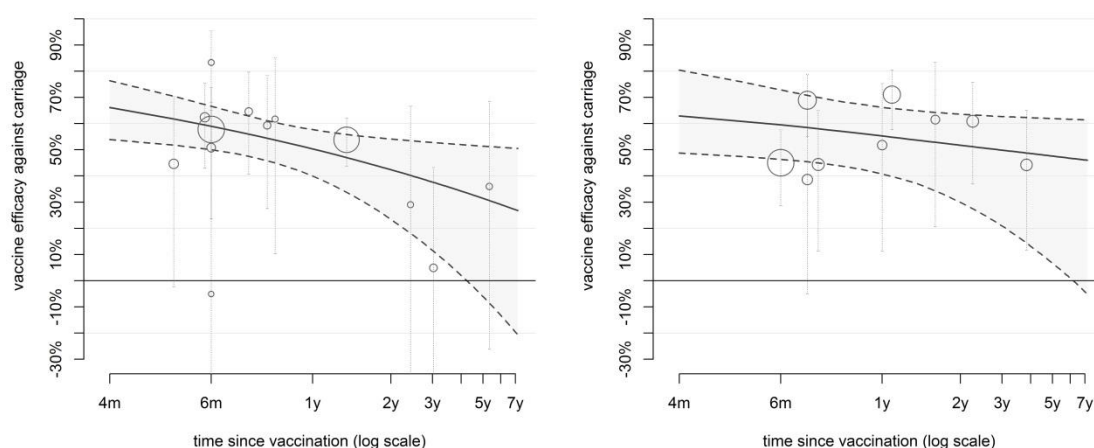 90%
70%
50%
30%
10%
-10%
-30%
vaccine efficacy against carriage
4m 6m 1y 2y 3y 5y 7y
time since vaccination (log scale)
90%
70%
50%
30%
10%
-10%
-30%
vaccine efficacy against carriage
4m 6m 1y 2y 3y 5y 7y
time since vaccination (log scale)